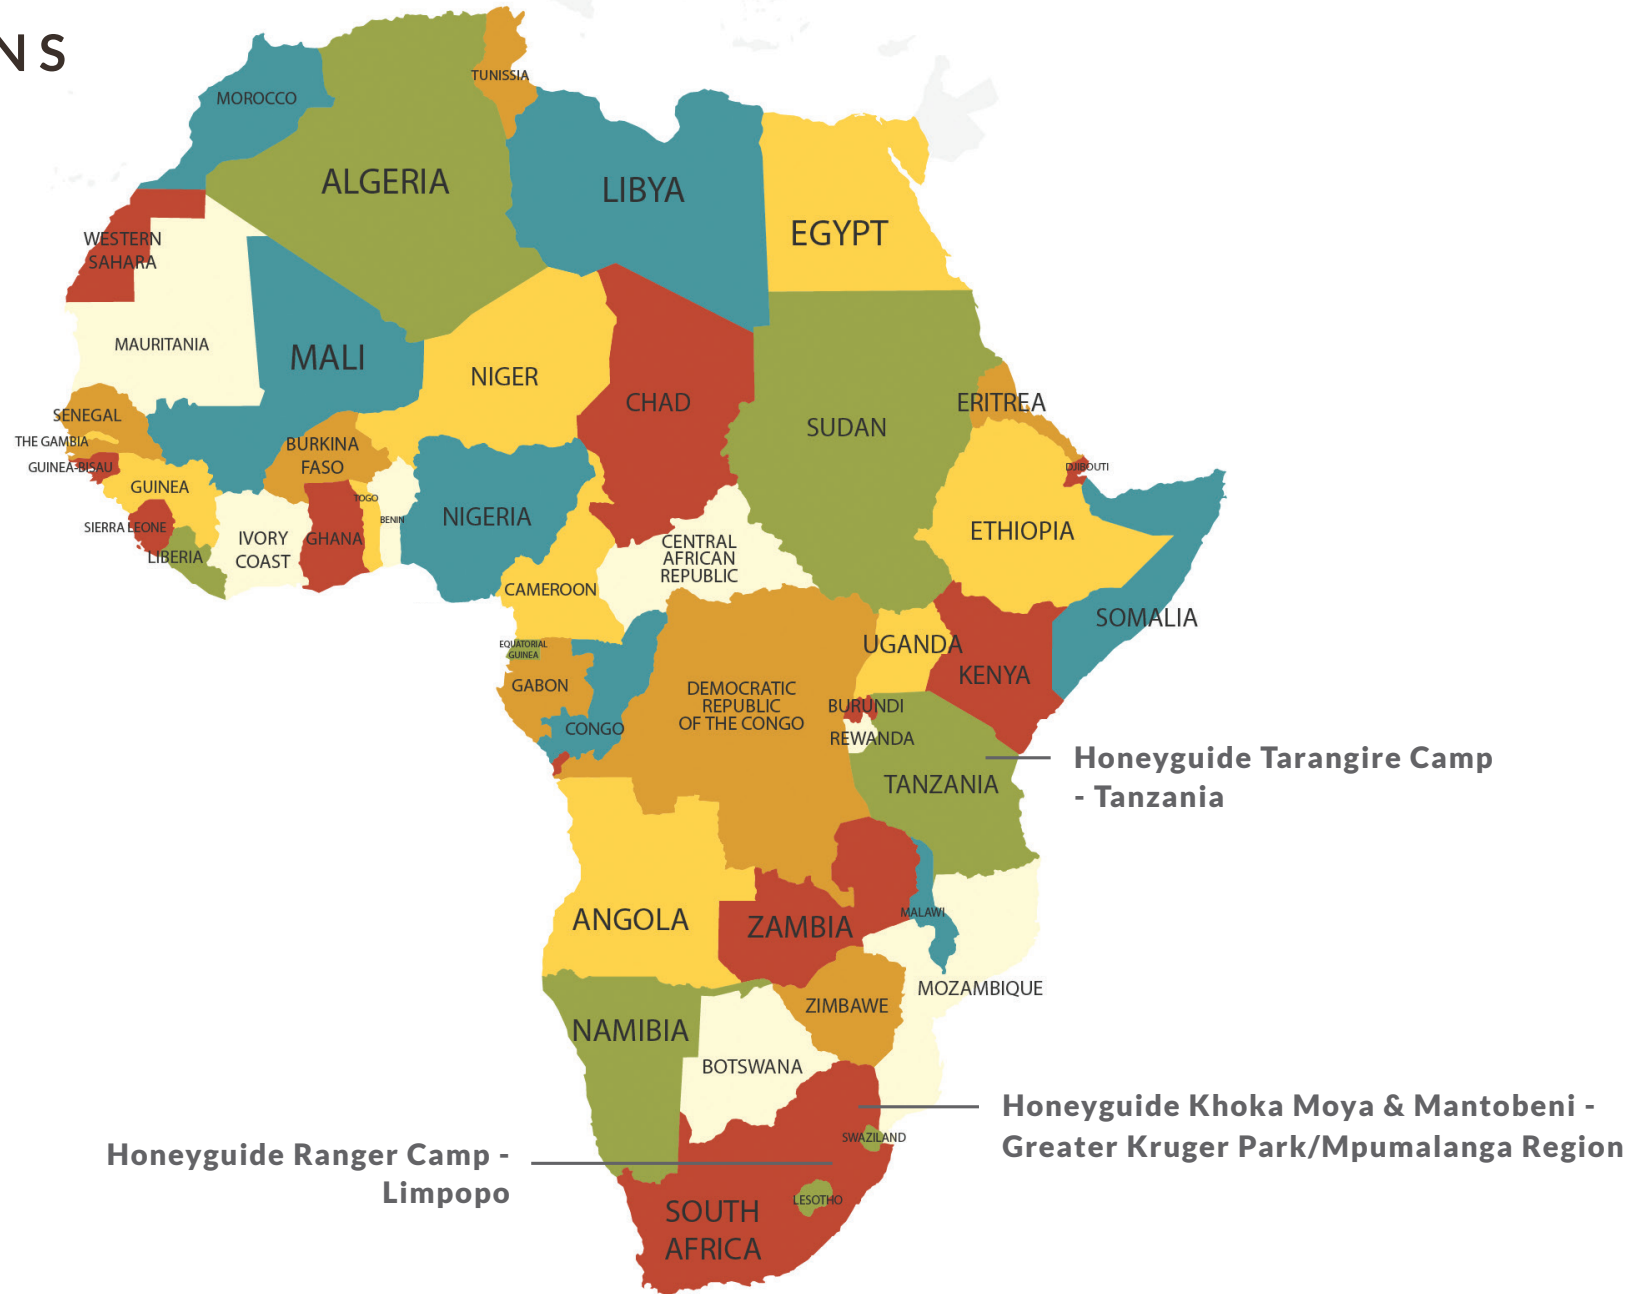 NS
TUNISSIA
MOROCCO
ALGERIA
LIBYA
EGYPT
WESTERN
SAHARA
MAURITANIA
MALI
NIGER
CHAD
SUDAN
ERITREA
SENEGAL
THE GAMBIA
GUINEA-BISAU
GUINEA
SIERRA LEONE
LIBERIA
BURKINA
FASO
IVORY
COAST
GHANA
TOGO
BENIN
NIGERIA
CAMEROON
CENTRAL
AFRICAN
REPUBLIC
DJIBOUTI
ETHIOPIA
SOMALIA
UGANDA
KENYA
EQUATORIAL
GUINEA
GABON
CONGO
DEMOCRATIC
REPUBLIC
OF THE CONGO
BURUNDI
REWANDA
TANZANIA
Honeyguide Tarangire Camp
- Tanzania
ANGOLA
ZAMBIA
MALAWI
MOZAMBIQUE
ZIMBAWE
NAMIBIA
BOTSWANA
Honeyguide Khoka Moya & Mantobeni -
Greater Kruger Park/Mpumalanga Region
SWAZILAND
Honeyguide Ranger Camp -
Limpopo
LESOTHO
SOUTH
AFRICA